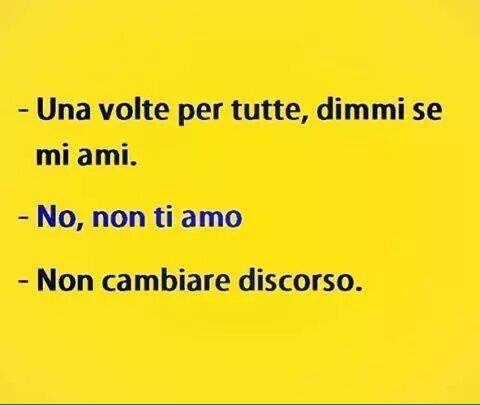 - Una volte per tutte, dimmi se
mi ami.
- No, non ti amo
- Non cambiare discorso.